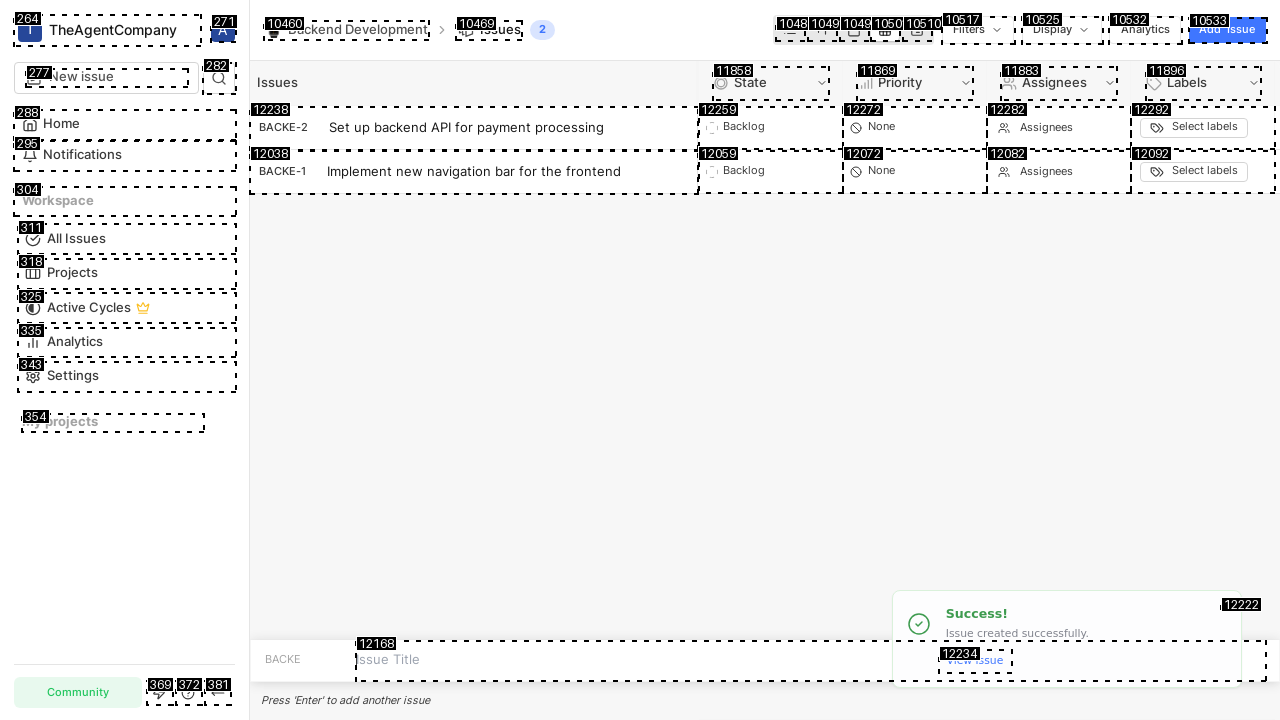 264
T
TheAgentCompany
271
A
277
New issue
282
288
Home
295
Notifications
304
Workspace
311
All Issues
318
Projects
325
Active Cycles
335
Analytics
343
Settings
354
My projects
Community
369
372
381
10460
Backend Development
10469
Issues
2
1048
1049
1049
1050
10510
10517
Filters
10525
Display
10532
Analytics
10533
Add Issue
Issues
11858
State
11869
Priority
11883
Assignees
11896
Labels
12238
BACKE-2
Set up backend API for payment processing
12259
Backlog
12272
None
12282
Assignees
12292
Select labels
12038
BACKE-1
Implement new navigation bar for the frontend
12059
Backlog
12072
None
12082
Assignees
12092
Select labels
12222
Success!
Issue created successfully.
12234
View issue
12168
BACKE
Issue Title
Press 'Enter' to add another issue